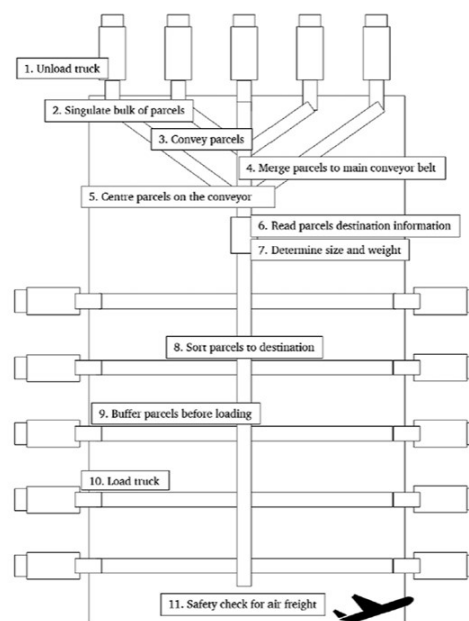 1. Unload truck
2. Singulate bulk of parcels
3. Convey parcels
4. Merge parcels to main conveyor belt
5. Centre parcels on the conveyor
6. Read parcels destination information
7. Determine size and weight
8. Sort parcels to destination
9. Buffer parcels before loading
10. Load truck
11. Safety check for air freight